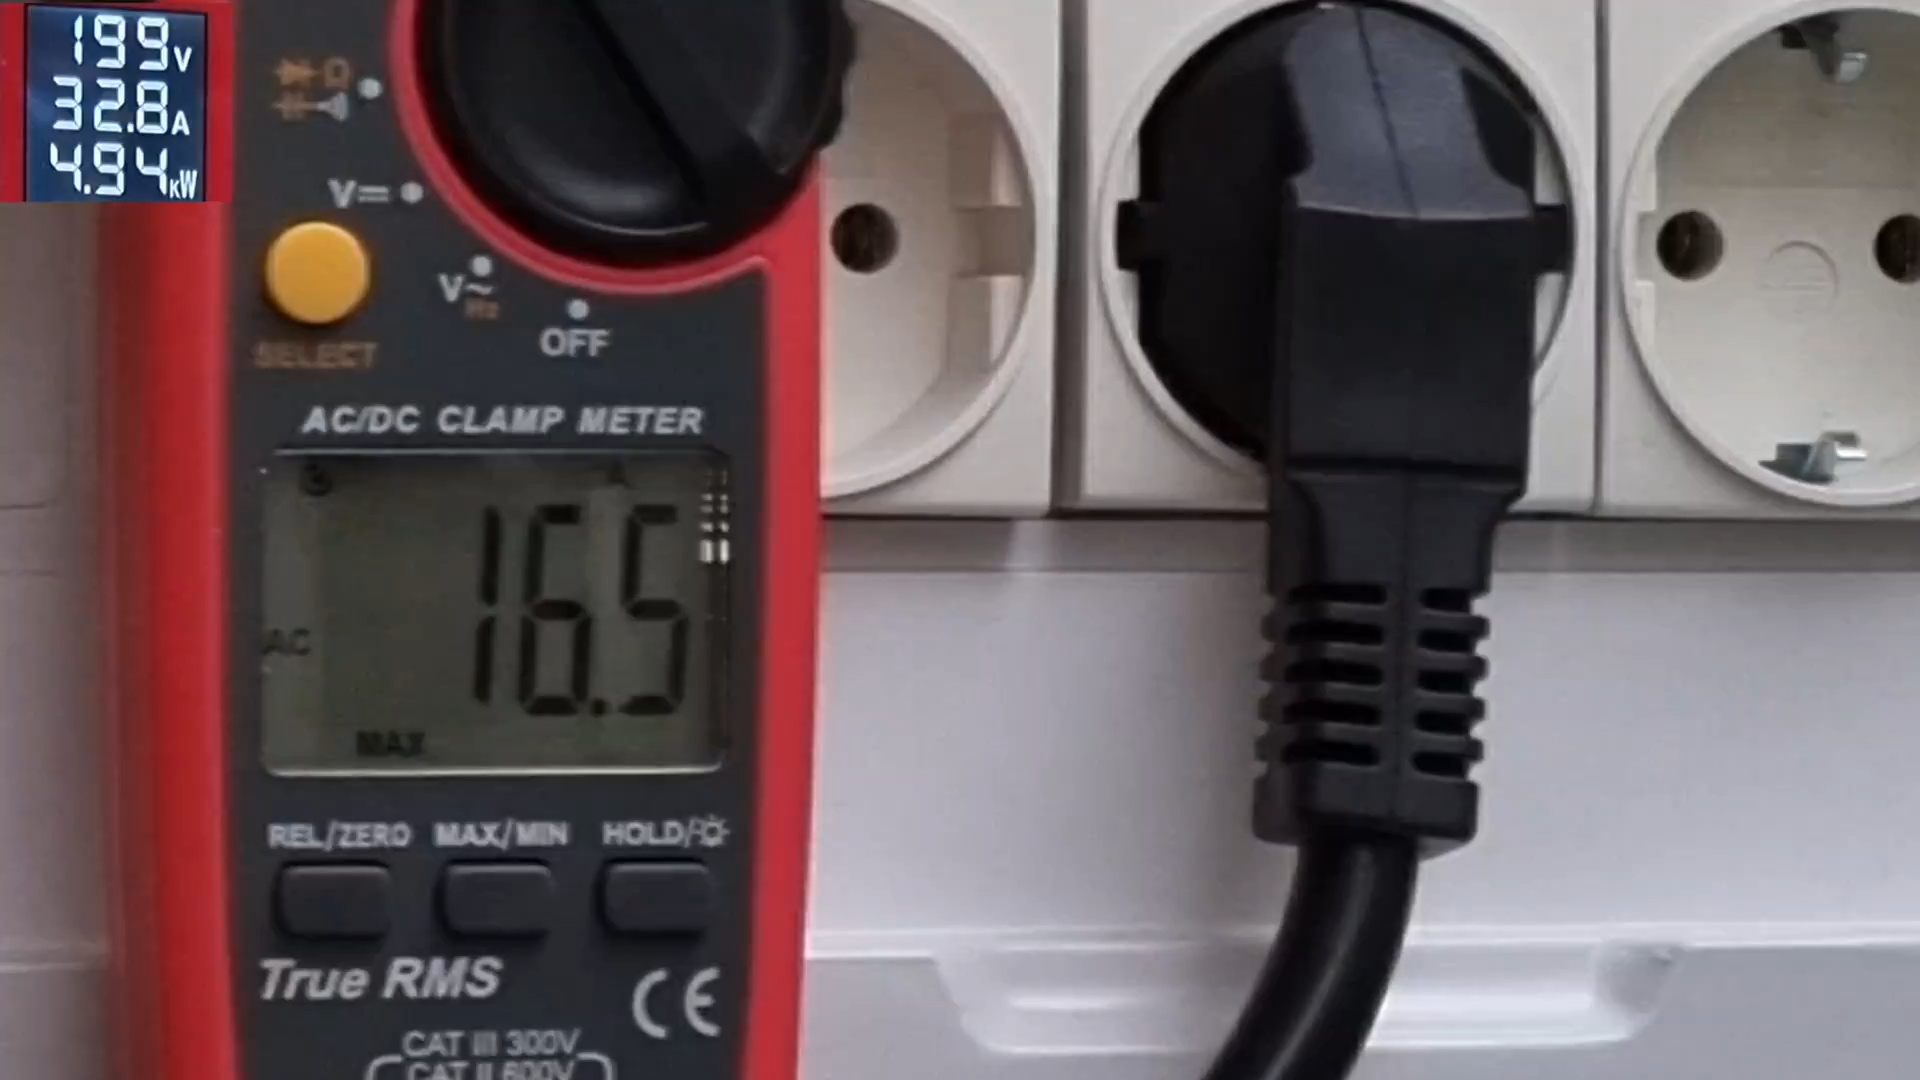 199V
32.8A
4.94kW
Ω
V
V~
Hz
OFF
SELECT
AC/DC CLAMP METER
A
AC
16.5
MAX
REL/ZERO MAX/MIN HOLD/
True RMS
CE
CAT III 300V
CAT II 600V